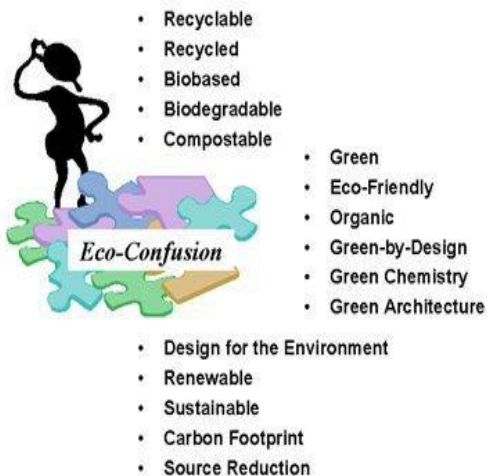 • Recyclable
• Recycled
• Biobased
• Biodegradable
• Compostable
• Green
• Eco-Friendly
• Organic
• Green-by-Design
• Green Chemistry
• Green Architecture
Eco-Confusion
• Design for the Environment
• Renewable
• Sustainable
• Carbon Footprint
• Source Reduction